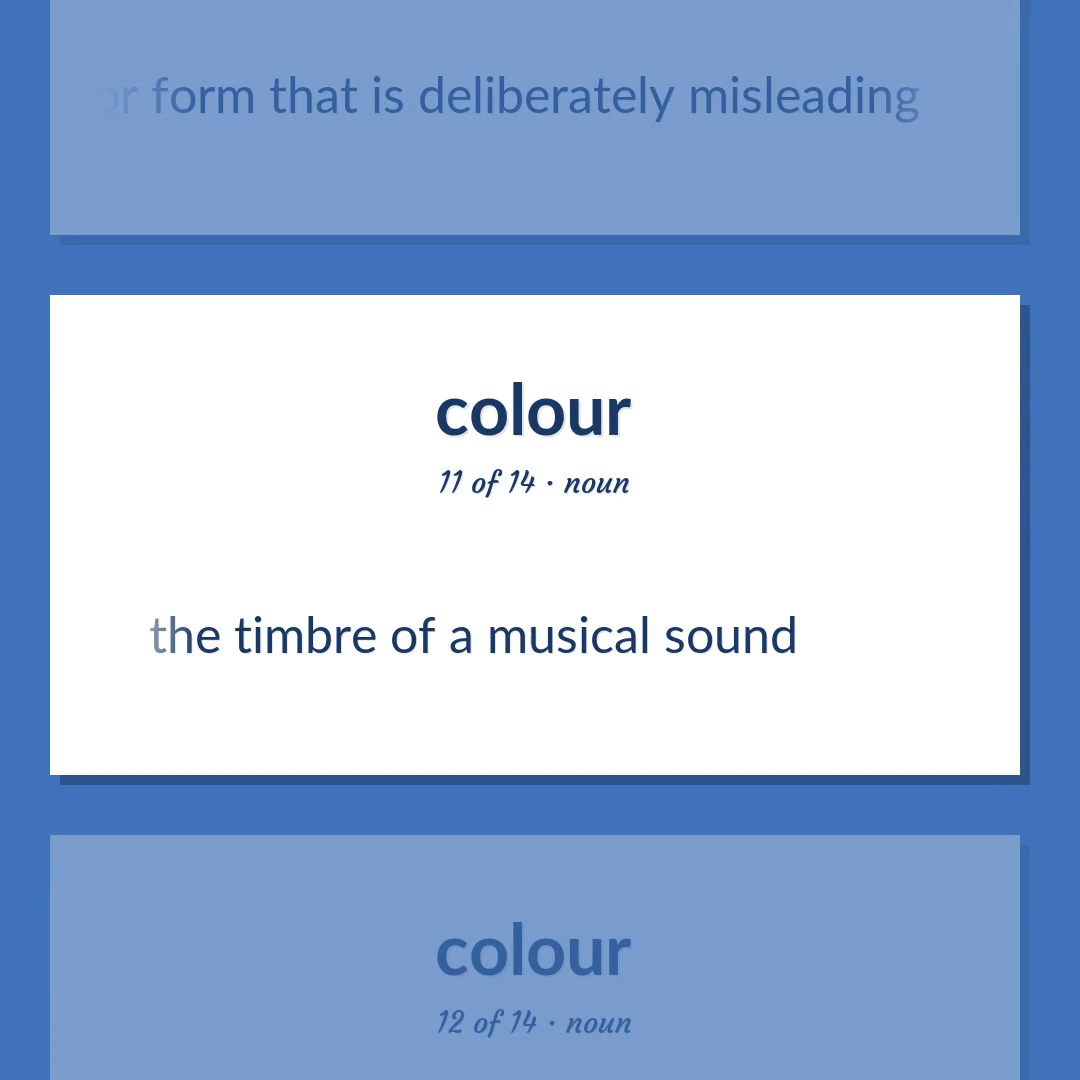 or form that is deliberately misleading
colour
11 of 14 · noun
the timbre of a musical sound
colour
12 of 14 · noun